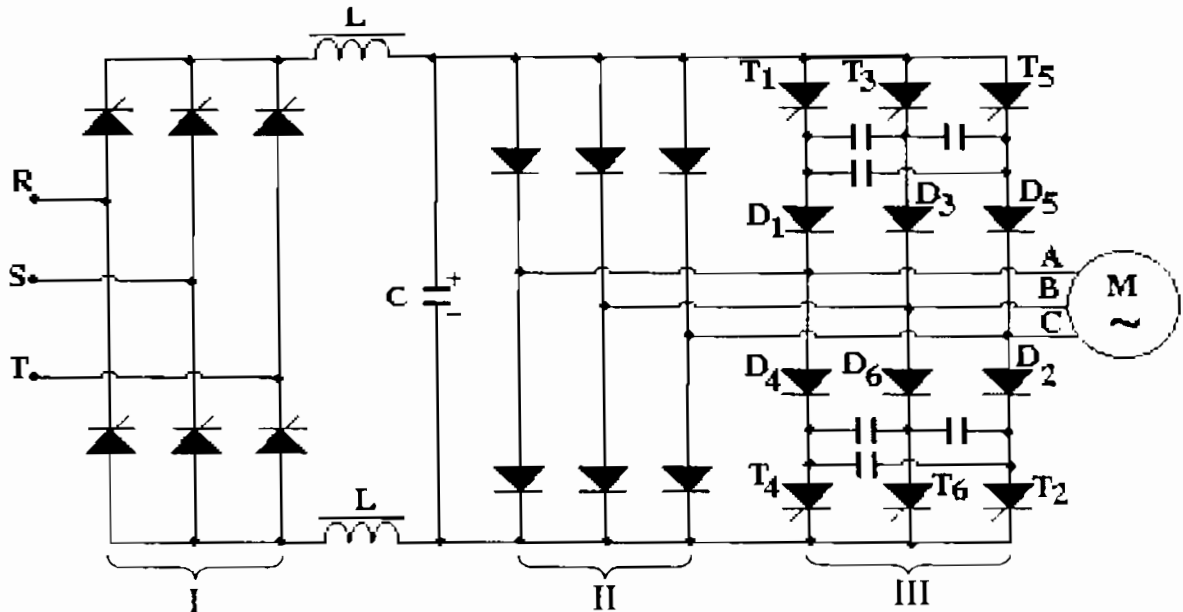 L
T1 T3 T5
R
D1 D3 D5
S
A
C + −
B
M ~
C
T
D4 D6 D2
L
T4 T6 T2
I II III